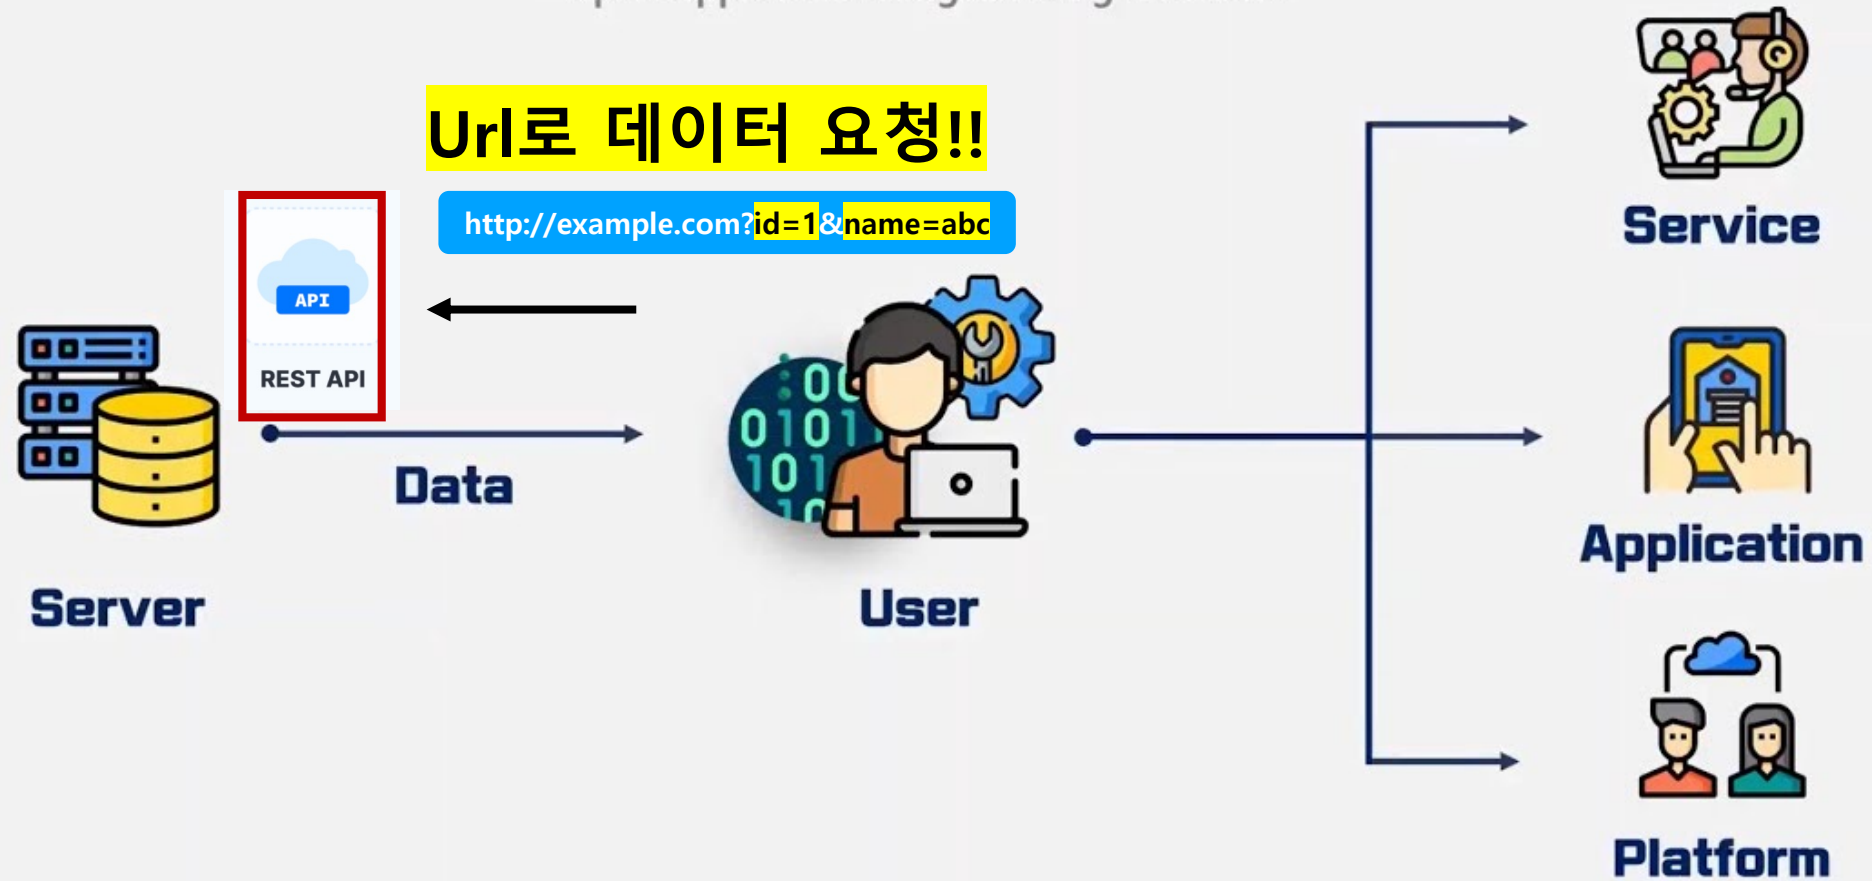 Url로 데이터 요청!!
http://example.com?id=1&name=abc
API
REST API
Data
Server
User
Service
Application
Platform